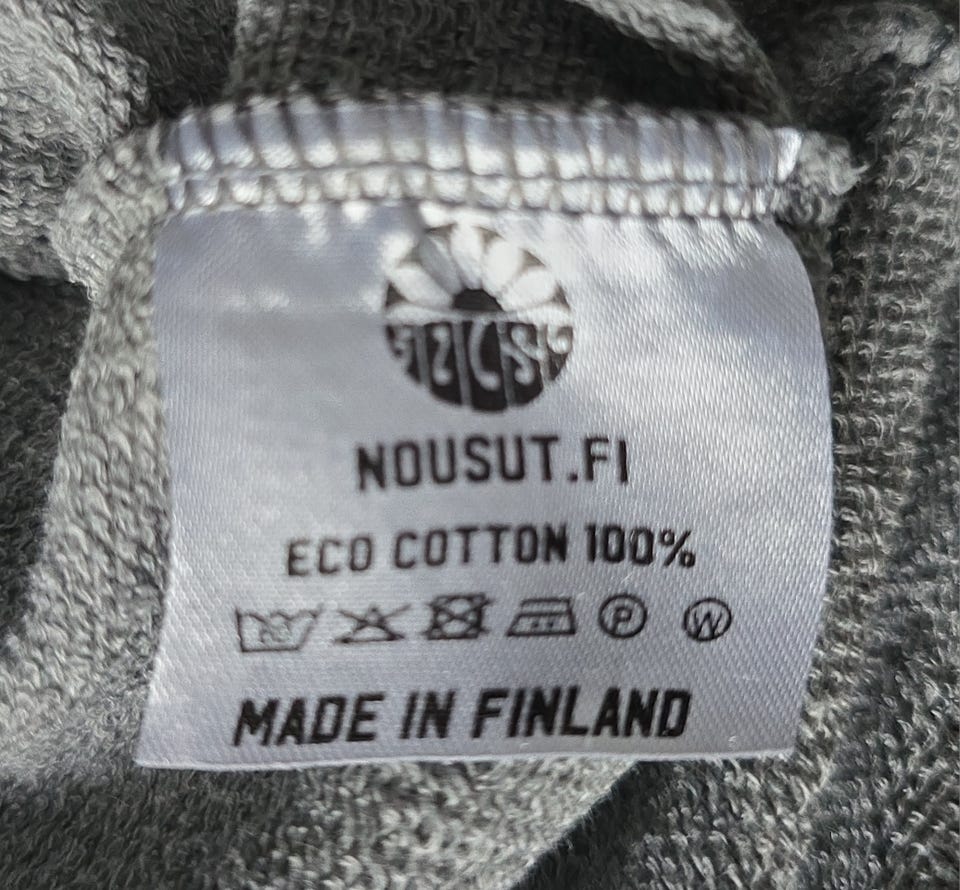 NOUSUT.FI
ECO COTTON 100%
P W
MADE IN FINLAND